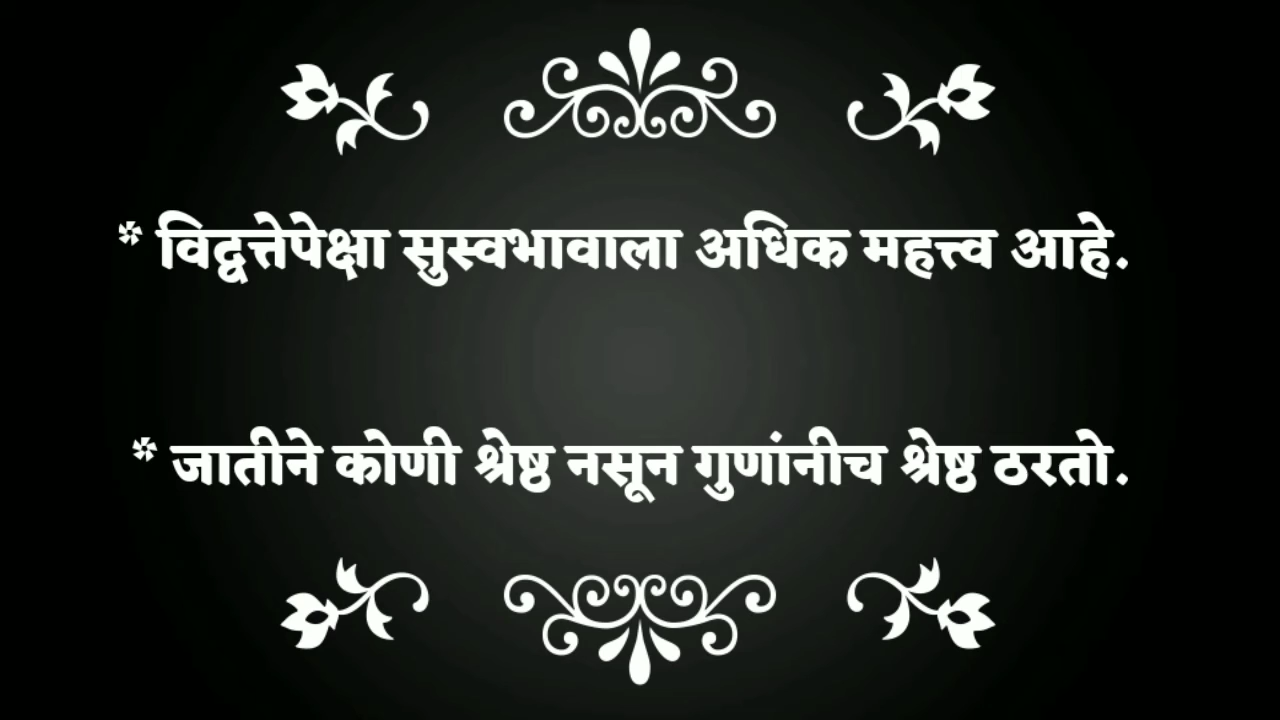 * विद्वत्तेपेक्षा सुस्वभावाला अधिक महत्त्व आहे.
* जातीने कोणी श्रेष्ठ नसून गुणांनीच श्रेष्ठ ठरतो.